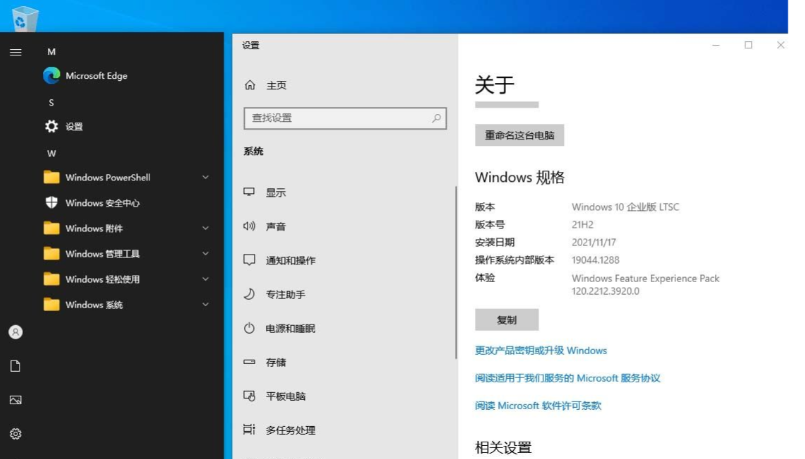 M
Microsoft Edge
S
设置
W
Windows PowerShell
Windows 安全中心
Windows 附件
Windows 管理工具
Windows 轻松使用
Windows 系统
设置
主页
查找设置
系统
显示
声音
通知和操作
专注助手
电源和睡眠
存储
平板电脑
多任务处理
关于
重命名这台电脑
Windows 规格
版本 Windows 10 企业版 LTSC
版本号 21H2
安装日期 2021/11/17
操作系统内部版本 19044.1288
体验 Windows Feature Experience Pack
120.2212.3920.0
复制
更改产品密钥或升级 Windows
阅读适用于我们服务的 Microsoft 服务协议
阅读 Microsoft 软件许可条款
相关设置